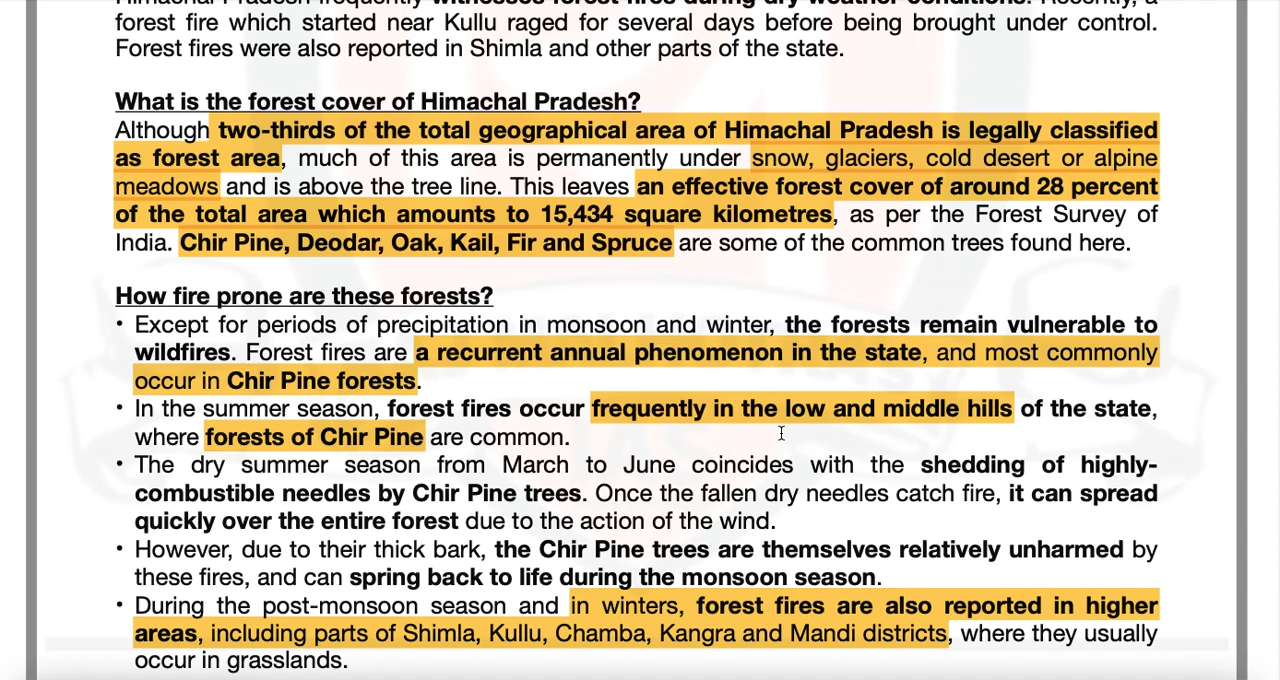 Himachal Pradesh frequently witnesses forest fires during dry weather conditions. Recently, a
forest fire which started near Kullu raged for several days before being brought under control.
Forest fires were also reported in Shimla and other parts of the state.
What is the forest cover of Himachal Pradesh?
Although two-thirds of the total geographical area of Himachal Pradesh is legally classified
as forest area, much of this area is permanently under snow, glaciers, cold desert or alpine
meadows and is above the tree line. This leaves an effective forest cover of around 28 percent
of the total area which amounts to 15,434 square kilometres, as per the Forest Survey of
India. Chir Pine, Deodar, Oak, Kail, Fir and Spruce are some of the common trees found here.
How fire prone are these forests?
• Except for periods of precipitation in monsoon and winter, the forests remain vulnerable to
wildfires. Forest fires are a recurrent annual phenomenon in the state, and most commonly
occur in Chir Pine forests.
• In the summer season, forest fires occur frequently in the low and middle hills of the state,
where forests of Chir Pine are common.
• The dry summer season from March to June coincides with the shedding of highly-
combustible needles by Chir Pine trees. Once the fallen dry needles catch fire, it can spread
quickly over the entire forest due to the action of the wind.
• However, due to their thick bark, the Chir Pine trees are themselves relatively unharmed by
these fires, and can spring back to life during the monsoon season.
• During the post-monsoon season and in winters, forest fires are also reported in higher
areas, including parts of Shimla, Kullu, Chamba, Kangra and Mandi districts, where they usually
occur in grasslands.